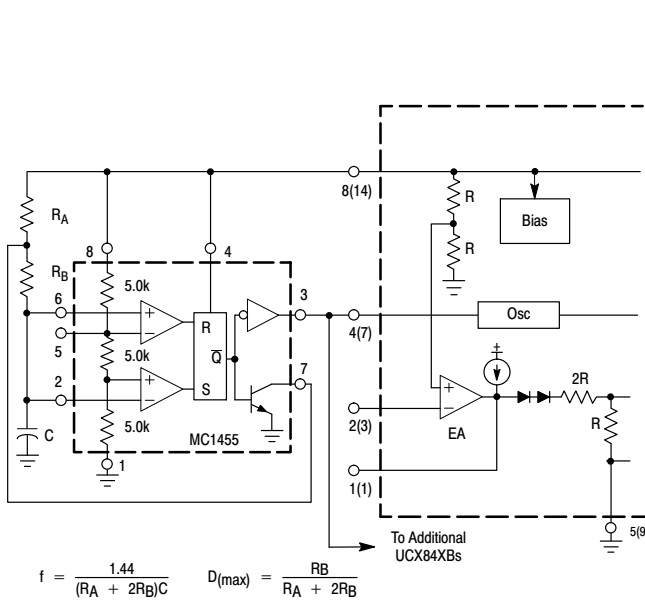 8(14)
R
R
Bias
RA
RB
8
4
5.0k
6
5
2
+
−
R
Q
S
3
4(7)
Osc
7
5.0k
+
−
5.0k
MC1455
C
1
+
−
EA
2R
R
2(3)
1(1)
5(9
To Additional
UCX84XBs
f = 1.44 / (RA + 2RB)C
D(max) = RB / RA + 2RB